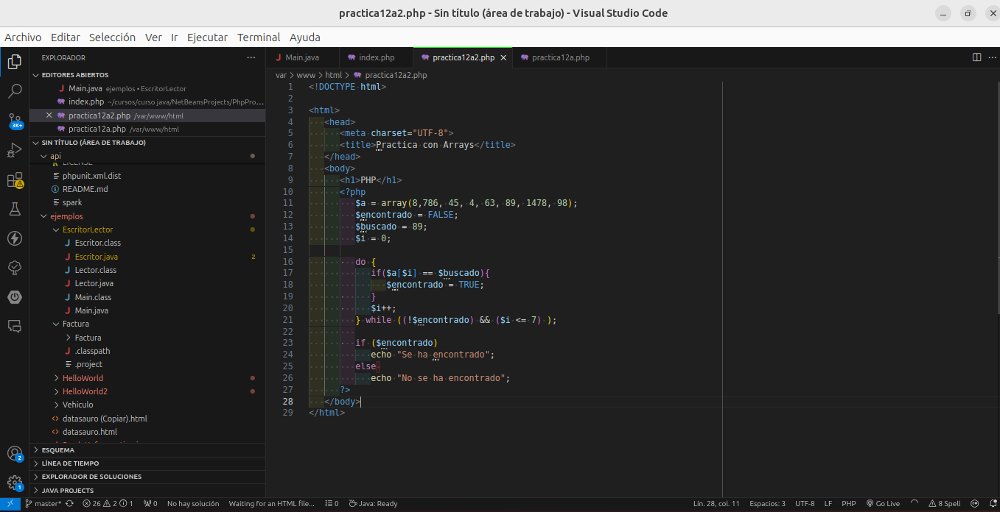 practica12a2.php - Sin título (área de trabajo) - Visual Studio Code
Archivo Editar Selección Ver Ir Ejecutar Terminal Ayuda
EXPLORADOR
EDITORES ABIERTOS
Main.java ejemplos • EscritorLector
index.php ~/cursos/curso java/NetBeansProjects/PhpPro...
practica12a2.php /var/www/html
practica12a.php /var/www/html
SIN TÍTULO (ÁREA DE TRABAJO)
api
LICENSE
phpunit.xml.dist
README.md
spark
ejemplos
EscritorLector
Escritor.class
Escritor.java 2
Lector.class
Lector.java
Main.class
Main.java
Factura
Factura
.classpath
.project
HelloWorld
HelloWorld2
Vehiculo
datasauro (Copiar).html
datasauro.html
ESQUEMA
LÍNEA DE TIEMPO
EXPLORADOR DE SOLUCIONES
JAVA PROJECTS
3K+
2
1
Main.java index.php practica12a2.php practica12a.php
var > www > html > practica12a2.php
1 <!DOCTYPE html>
2
3 <html>
4 <head>
5 <meta charset="UTF-8">
6 <title>Practica con Arrays</title>
7 </head>
8 <body>
9 <h1>PHP</h1>
10 <?php
11 $a = array(8,786, 45, 4, 63, 89, 1478, 98);
12 $encontrado = FALSE;
13 $buscado = 89;
14 $i = 0;
15
16 do {
17 if($a[$i] == $buscado){
18 $encontrado = TRUE;
19 }
20 $i++;
21 } while ((!$encontrado) && ($i <= 7) );
22
23 if ($encontrado)
24 echo "Se ha encontrado";
25 else
26 echo "No se ha encontrado";
27 ?>
28 </body>
29 </html>
master* 26 2 1 0 No hay solución Waiting for an HTML file... 0 Java: Ready Lín. 28, col. 11 Espacios: 3 UTF-8 LF PHP Go Live 8 Spell